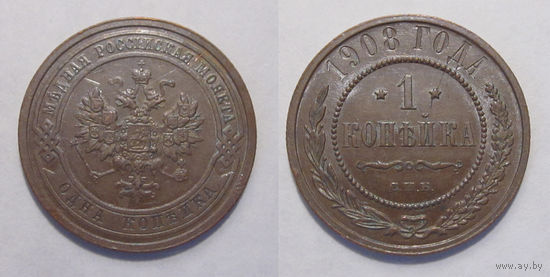 МѢДНАЯ РОССІЙСКАЯ МОНЕТА
ОДНА КОПѢЙКА
1908 ГОДА
* 1 *
КОПѢЙКА
С.П.Б.
www.ay.by